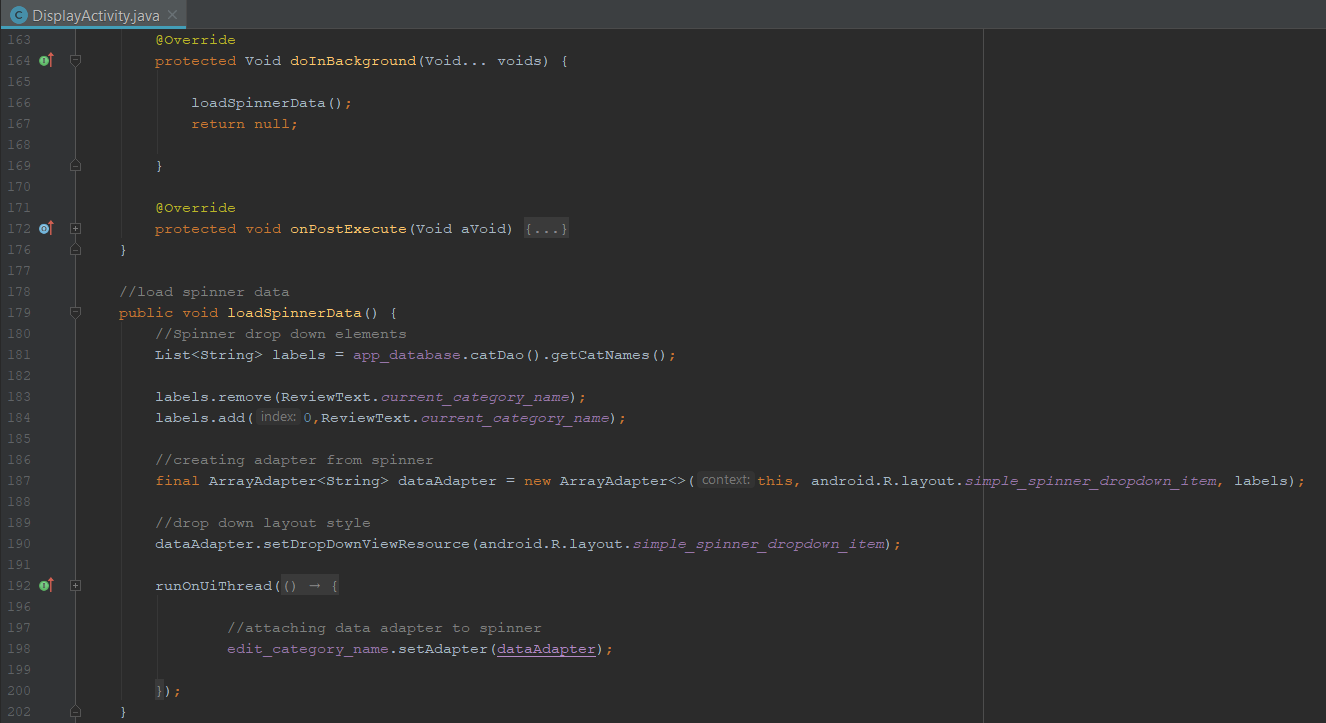 DisplayActivity.java
163 @Override
164 protected Void doInBackground(Void... voids) {
165
166 loadSpinnerData();
167 return null;
168
169 }
170
171 @Override
172 protected void onPostExecute(Void aVoid) {...}
176 }
177
178 //load spinner data
179 public void loadSpinnerData() {
180 //Spinner drop down elements
181 List<String> labels = app_database.catDao().getCatNames();
182
183 labels.remove(ReviewText.current_category_name);
184 labels.add( index: 0,ReviewText.current_category_name);
185
186 //creating adapter from spinner
187 final ArrayAdapter<String> dataAdapter = new ArrayAdapter<>( context: this, android.R.layout.simple_spinner_dropdown_item, labels);
188
189 //drop down layout style
190 dataAdapter.setDropDownViewResource(android.R.layout.simple_spinner_dropdown_item);
191
192 runOnUiThread(() → {
196
197 //attaching data adapter to spinner
198 edit_category_name.setAdapter(dataAdapter);
199
200 });
202 }